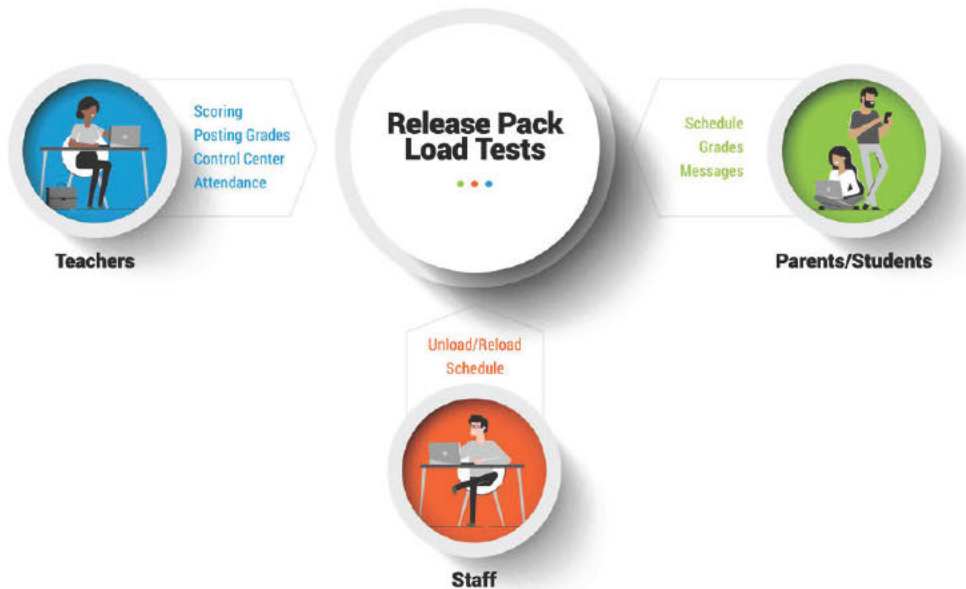 Release Pack
Load Tests
Scoring
Posting Grades
Control Center
Attendance
Teachers
Schedule
Grades
Messages
Parents/Students
Unload/Reload
Schedule
Staff